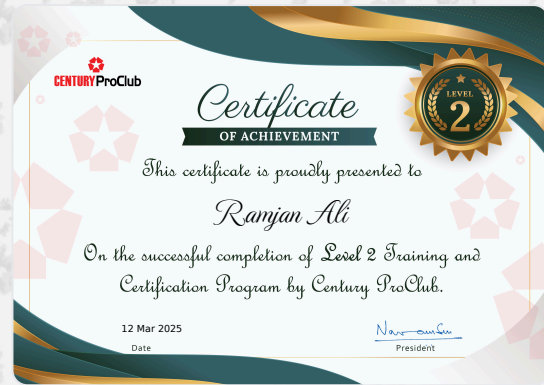 CENTURY ProClub
LEVEL
2
Certificate
OF ACHIEVEMENT
This certificate is proudly presented to
Ramjan Ali
On the successful completion of Level 2 Training and
Certification Program by Century ProClub.
12 Mar 2025
Date
President